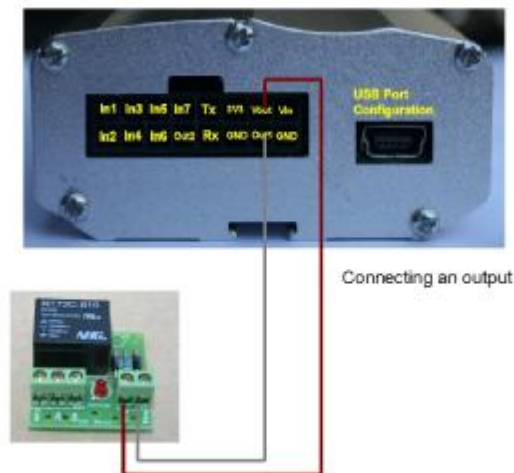 In1 In3 In5 In7 Tx 3V3 Vout Vin
In2 In4 In6 Out2 Rx GND Out1 GND
USB Port
Configuration
Connecting an output